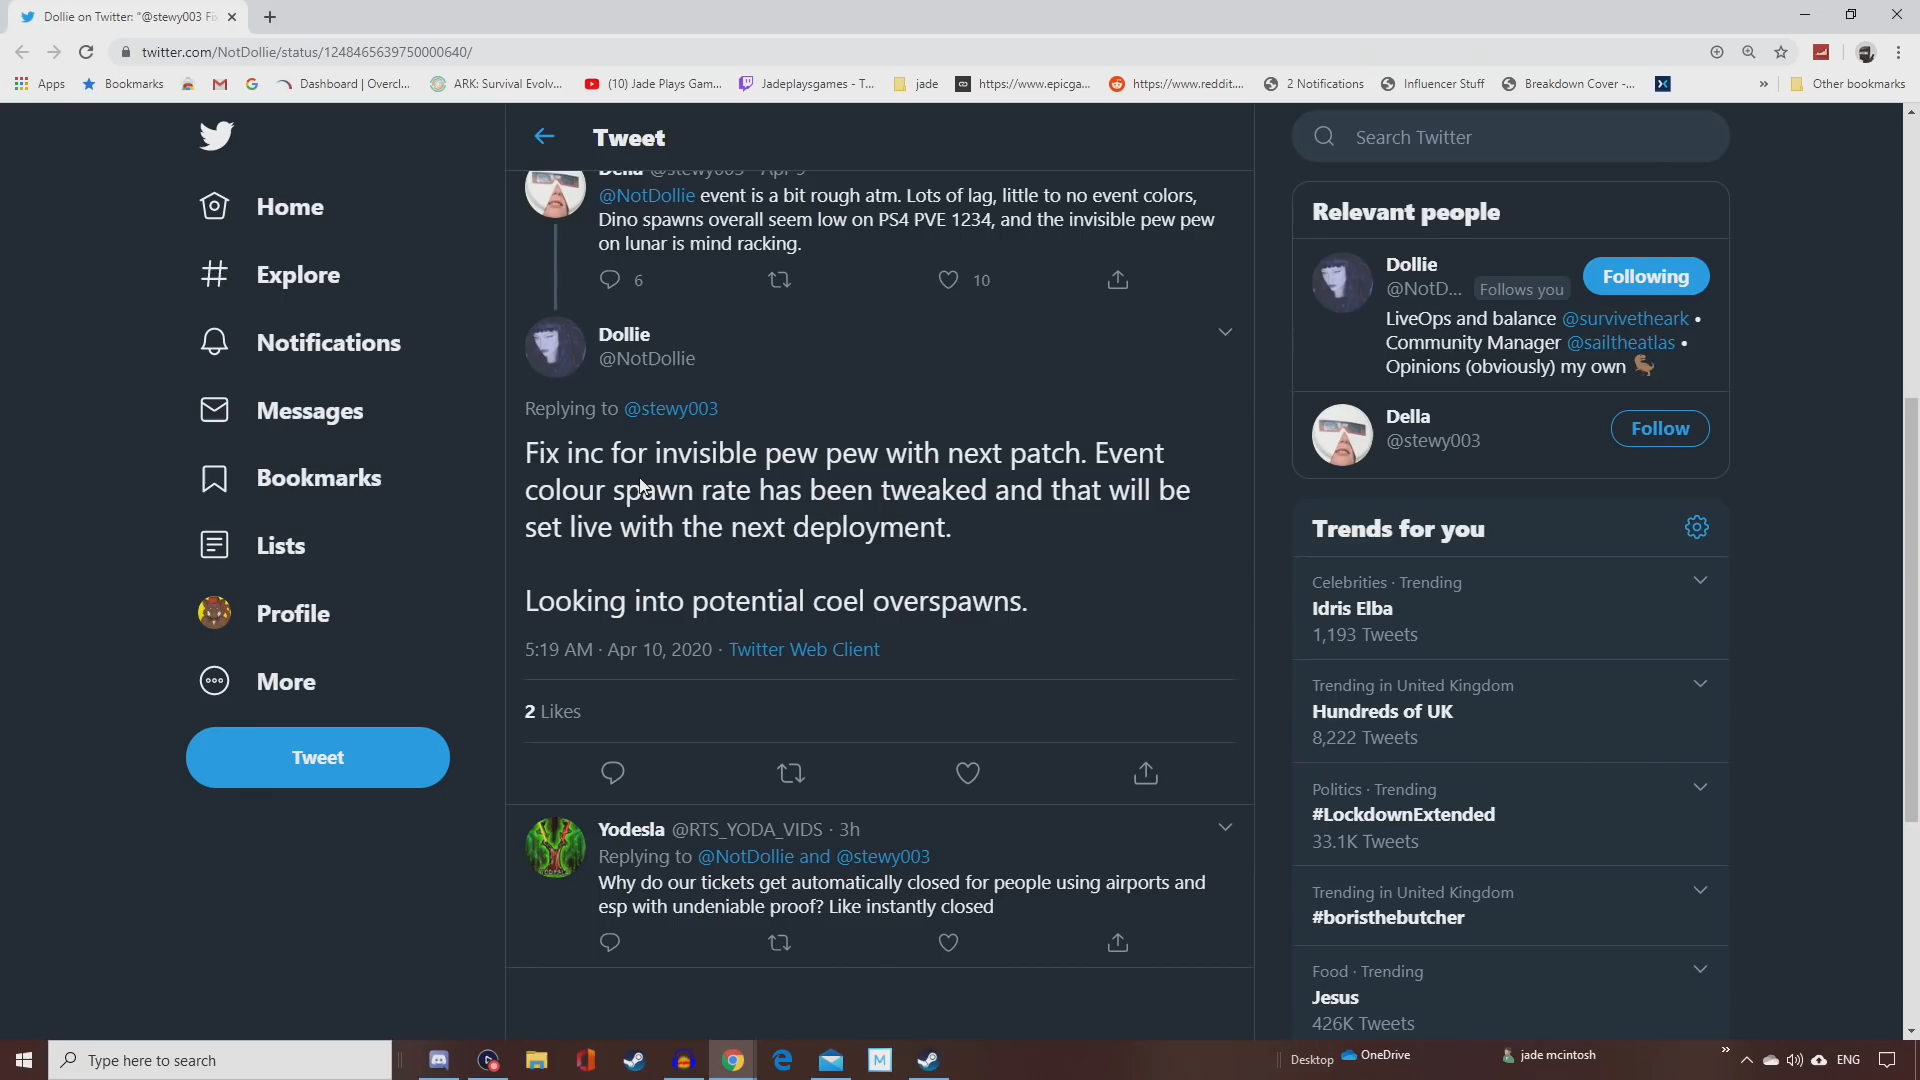 Dollie on Twitter: "@stewy003 Fi
twitter.com/NotDollie/status/1248465639750000640/
Apps
Bookmarks
Dashboard | Overcl...
ARK: Survival Evolv...
(10) Jade Plays Gam...
Jadeplaysgames - T...
jade
https://www.epicga...
https://www.reddit....
2 Notifications
Influencer Stuff
Breakdown Cover -...
»
Other bookmarks
Home
Explore
Notifications
Messages
Bookmarks
Lists
Profile
More
Tweet
Tweet
Della @stewy003 · Apr 9
@NotDollie event is a bit rough atm. Lots of lag, little to no event colors,
Dino spawns overall seem low on PS4 PVE 1234, and the invisible pew pew
on lunar is mind racking.
6
10
Dollie
@NotDollie
Replying to @stewy003
Fix inc for invisible pew pew with next patch. Event
colour spawn rate has been tweaked and that will be
set live with the next deployment.
Looking into potential coel overspawns.
5:19 AM · Apr 10, 2020 · Twitter Web Client
2 Likes
Yodesla @RTS_YODA_VIDS · 3h
Replying to @NotDollie and @stewy003
Why do our tickets get automatically closed for people using airports and
esp with undeniable proof? Like instantly closed
Search Twitter
Relevant people
Dollie
@NotD... Follows you
Following
LiveOps and balance @survivetheark •
Community Manager @sailtheatlas •
Opinions (obviously) my own
Della
@stewy003
Follow
Trends for you
Celebrities · Trending
Idris Elba
1,193 Tweets
Trending in United Kingdom
Hundreds of UK
8,222 Tweets
Politics · Trending
#LockdownExtended
33.1K Tweets
Trending in United Kingdom
#boristhebutcher
Food · Trending
Jesus
426K Tweets
Type here to search
M
Desktop
OneDrive
jade mcintosh
»
ENG